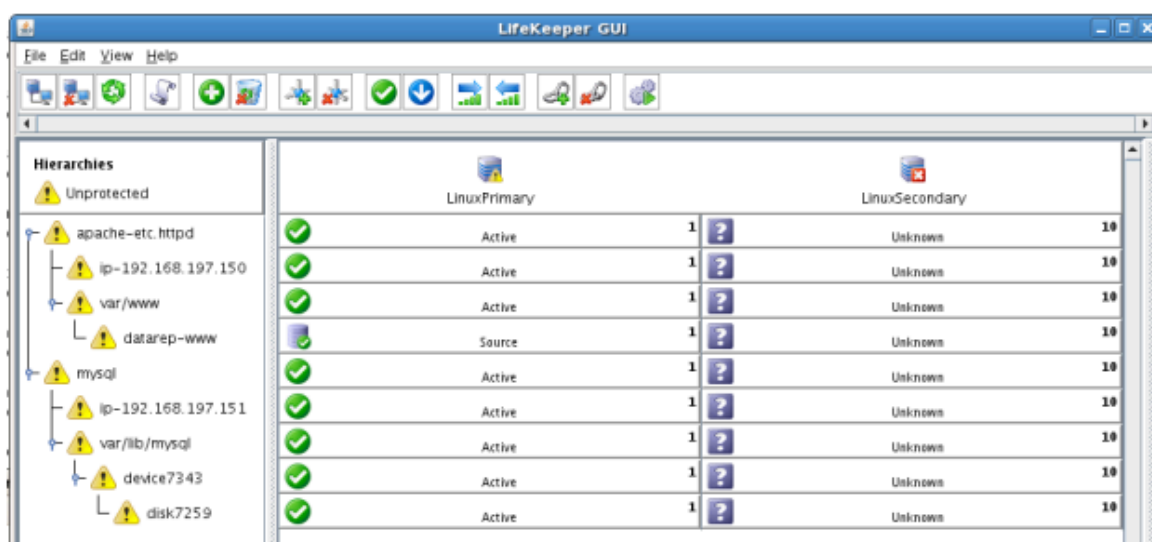 LifeKeeper GUI
File Edit View Help
Hierarchies
Unprotected
LinuxPrimary LinuxSecondary
apache-etc.httpd Active 1 ? Unknown 10
ip-192.168.197.150 Active 1 ? Unknown 10
var/www Active 1 ? Unknown 10
datarep-www Source 1 ? Unknown 10
mysql Active 1 ? Unknown 10
ip-192.168.197.151 Active 1 ? Unknown 10
var/lib/mysql Active 1 ? Unknown 10
device7343 Active 1 ? Unknown 10
disk7259 Active 1 ? Unknown 10